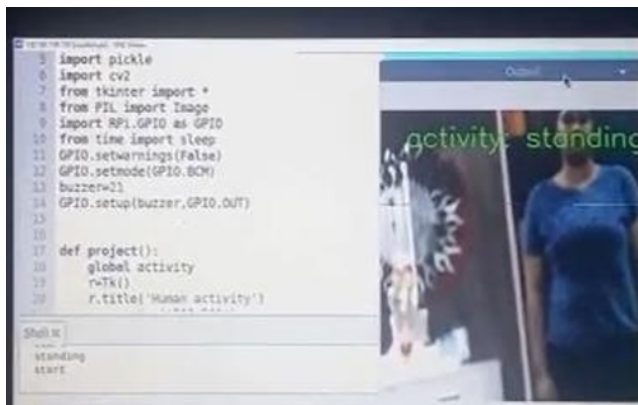 5 import pickle
6 import cv2
7 from tkinter import *
8 from PIL import Image
9 import RPi.GPIO as GPIO
10 from time import sleep
11 GPIO.setwarnings(False)
12 GPIO.setmode(GPIO.BCM)
13 buzzer=21
14 GPIO.setup(buzzer,GPIO.OUT)
15
16
17 def project():
18 global activity
19 r=Tk()
20 r.title('Human activity')
Shell
standing
start
Output
activity: standing